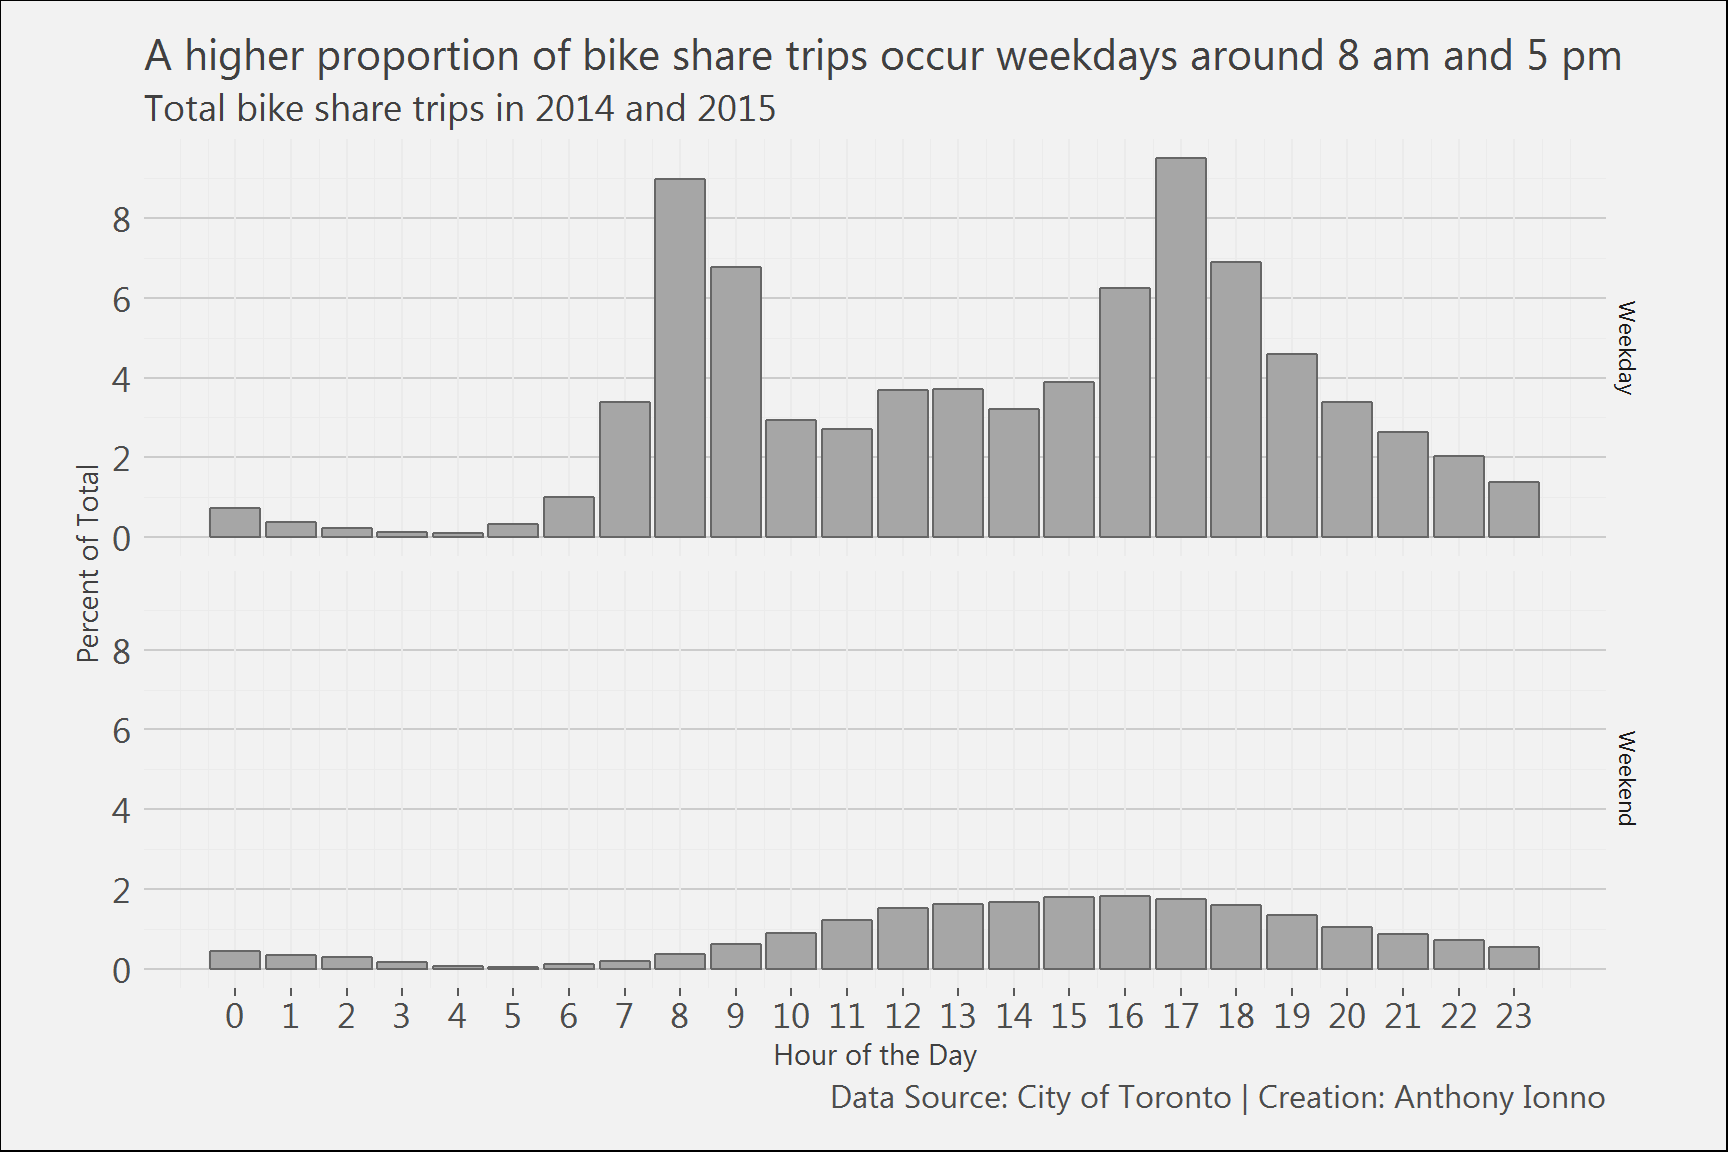 A higher proportion of bike share trips occur weekdays around 8 am and 5 pm
Total bike share trips in 2014 and 2015
Percent of Total
8
6
4
2
0
Weekday
8
6
4
2
0
Weekend
0 1 2 3 4 5 6 7 8 9 10 11 12 13 14 15 16 17 18 19 20 21 22 23
Hour of the Day
Data Source: City of Toronto | Creation: Anthony Ionno